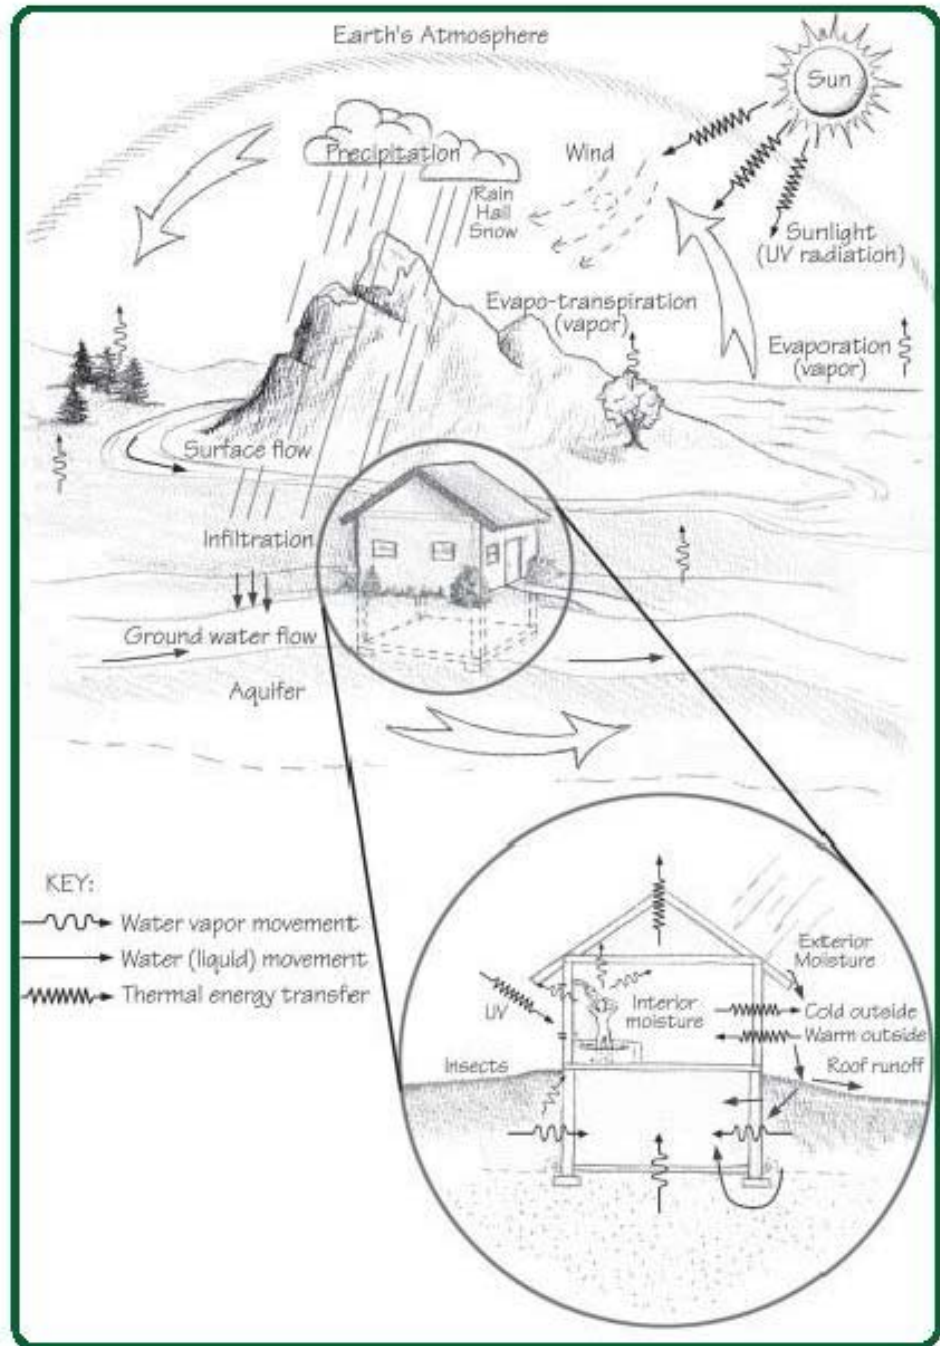 Earth's Atmosphere
Sun
Precipitation
Wind
Rain
Hail
Snow
Sunlight
(UV radiation)
Evapo-transpiration
(vapor)
Evaporation
(vapor)
Surface flow
Infiltration
Ground water flow
Aquifer
KEY:
Water vapor movement
Water (liquid) movement
Thermal energy transfer
Exterior
Moisture
UV
Interior
moisture
Cold outside
Warm outside
Insects
Roof runoff